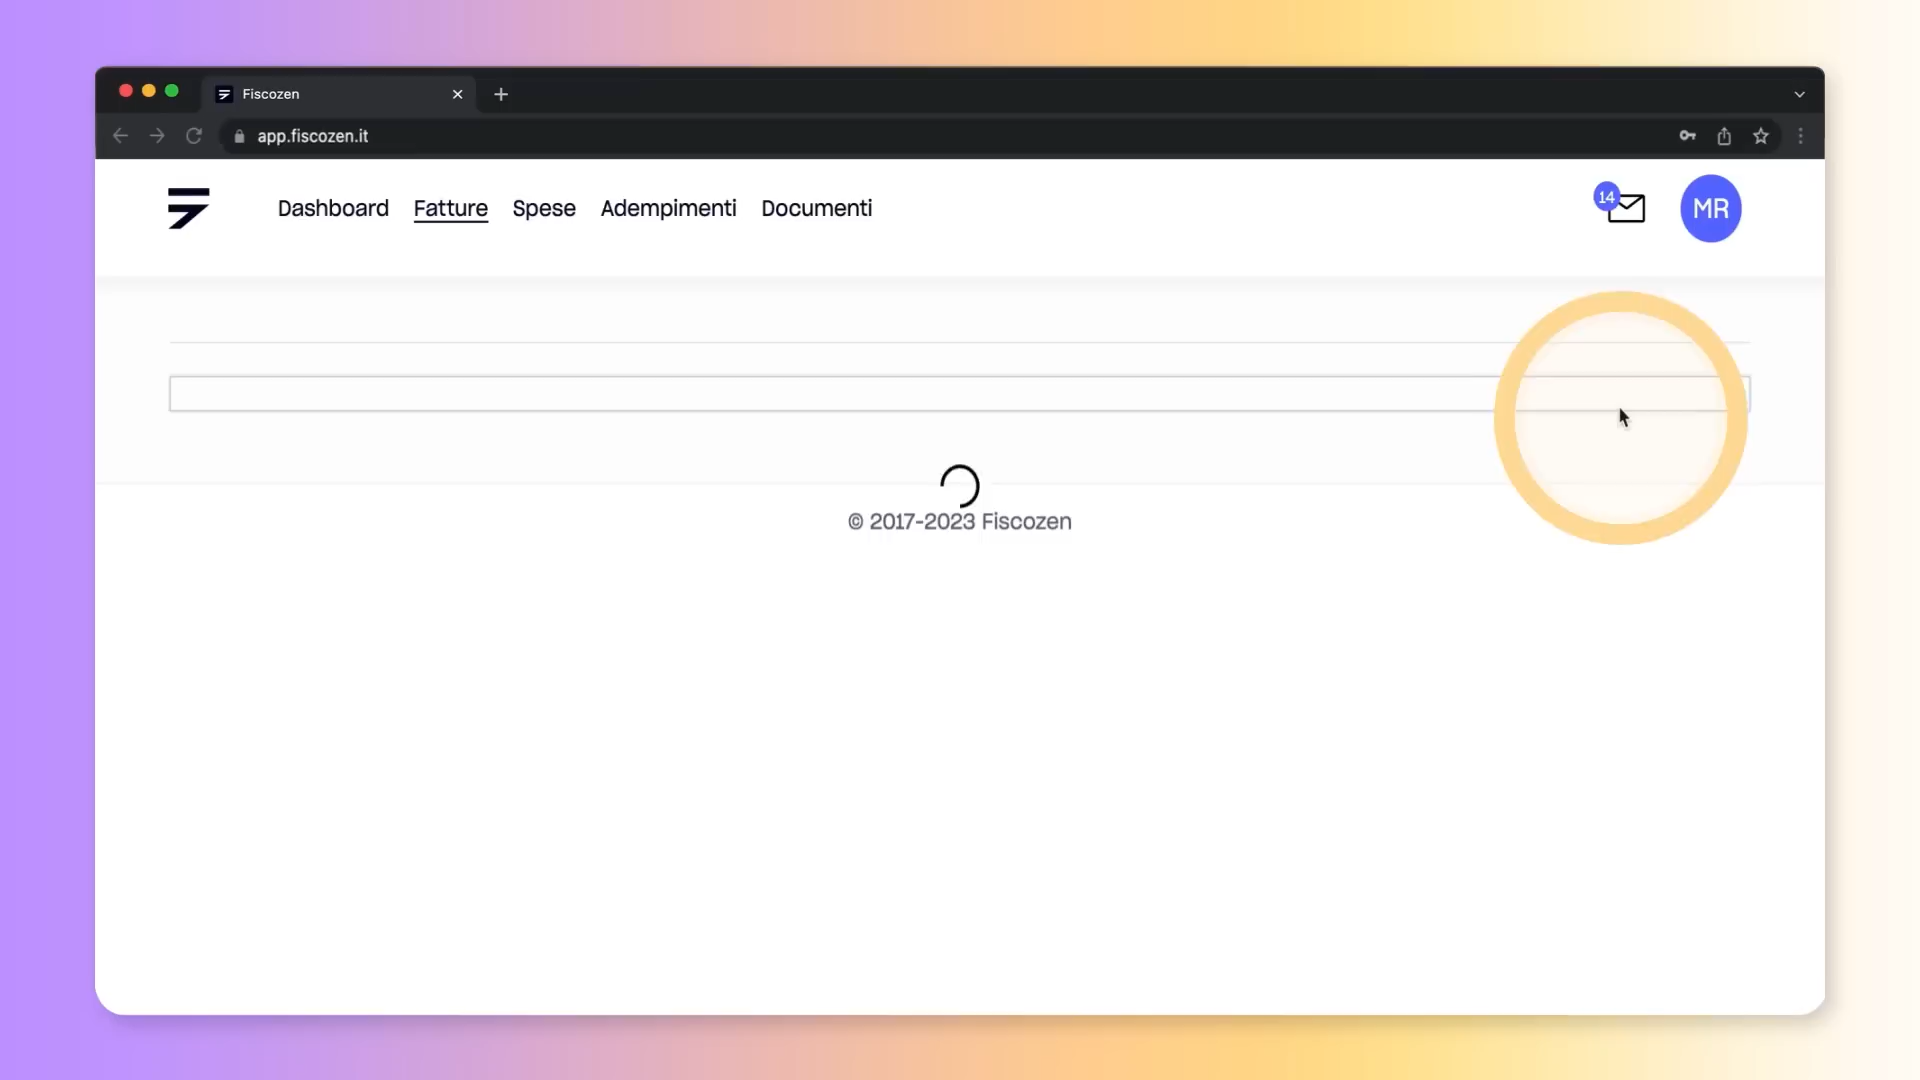 Fiscozen
app.fiscozen.it
Dashboard Fatture Spese Adempimenti Documenti
14
MR
© 2017-2023 Fiscozen